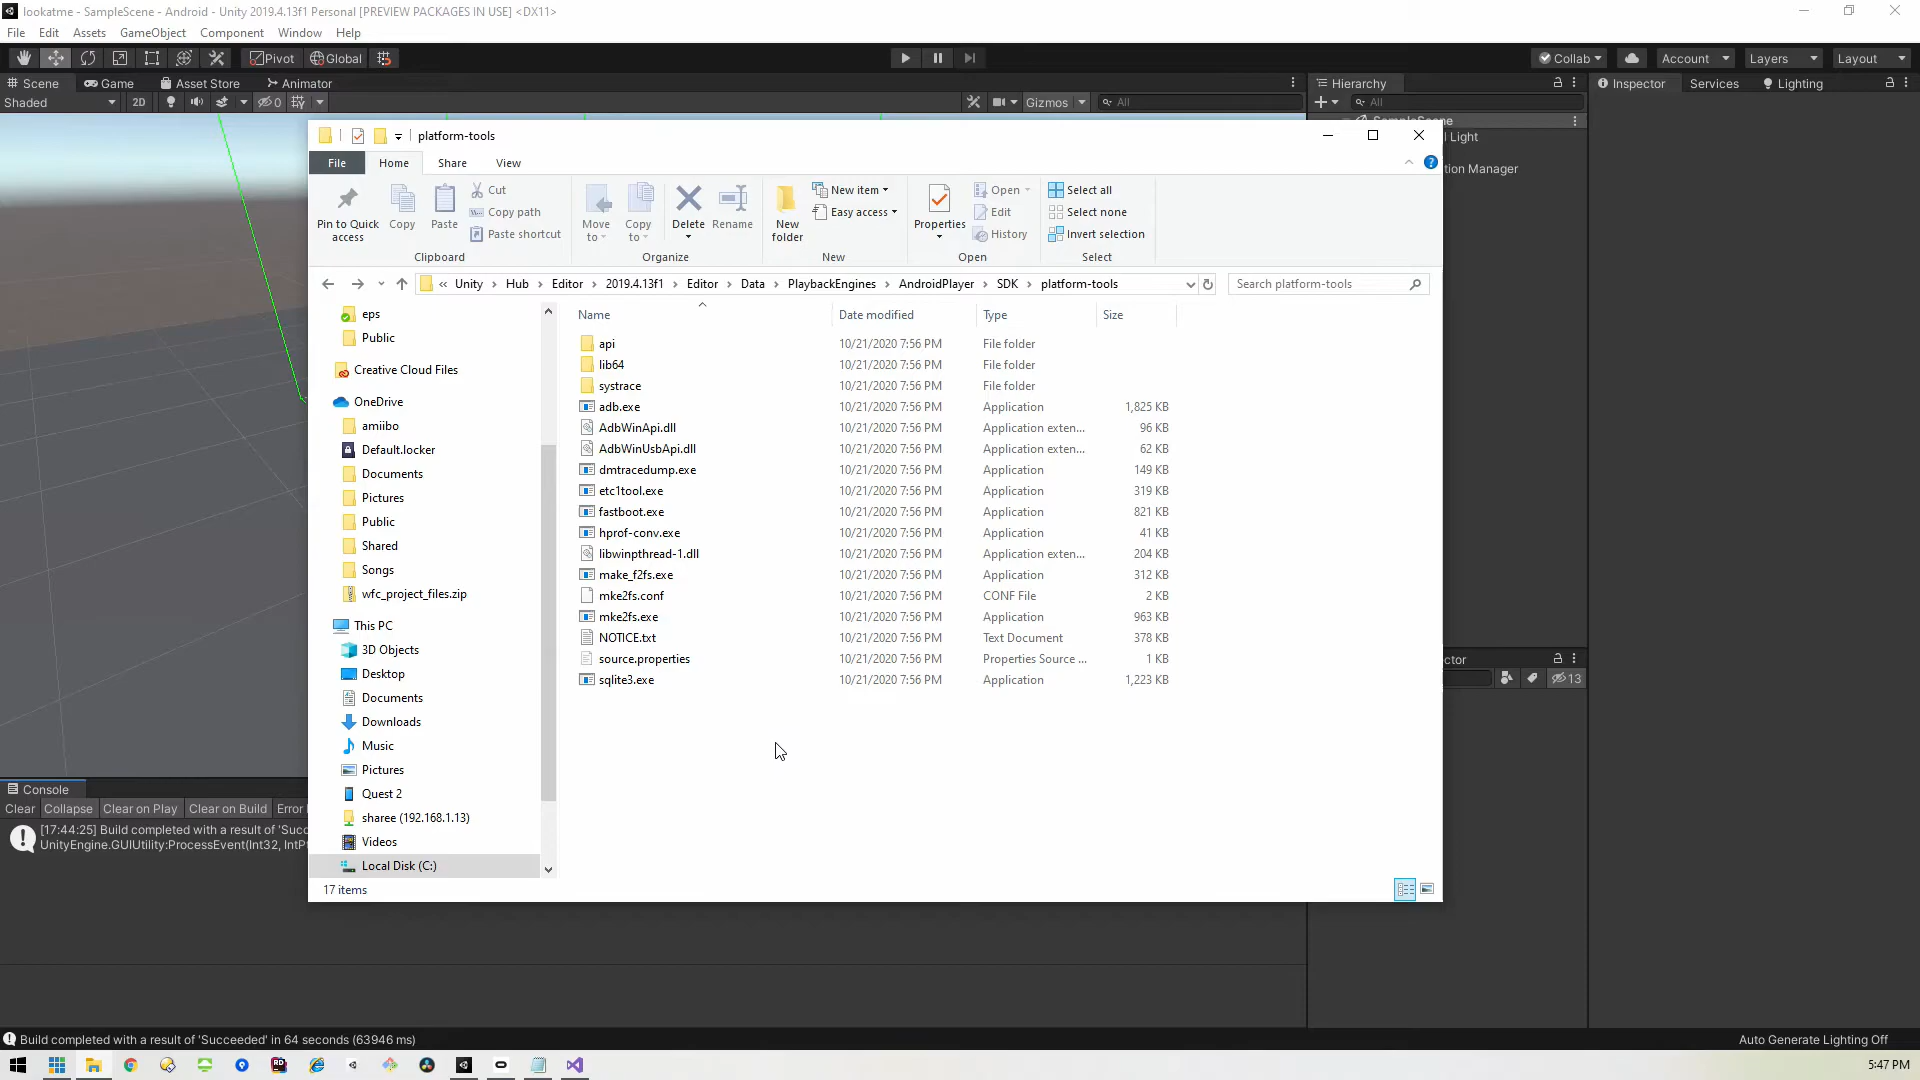 lookatme - SampleScene - Android - Unity 2019.4.13f1 Personal [PREVIEW PACKAGES IN USE] <DX11>
File Edit Assets GameObject Component Window Help
Pivot Global Collab Account Layers Layout
Scene Game Asset Store Animator Hierarchy Inspector Services Lighting
Shaded 2D 0 Gizmos All All
SampleScene
l Light
tion Manager
platform-tools
File Home Share View
Pin to Quick access
Copy
Paste
Cut
Copy path
Paste shortcut
Clipboard
Move to
Copy to
Delete
Rename
Organize
New folder
New item
Easy access
New
Properties
Open
Edit
History
Open
Select all
Select none
Invert selection
Select
« Unity › Hub › Editor › 2019.4.13f1 › Editor › Data › PlaybackEngines › AndroidPlayer › SDK › platform-tools
Search platform-tools
eps
Public
Creative Cloud Files
OneDrive
amiibo
Default.locker
Documents
Pictures
Public
Shared
Songs
wfc_project_files.zip
This PC
3D Objects
Desktop
Documents
Downloads
Music
Pictures
Quest 2
sharee (192.168.1.13)
Videos
Local Disk (C:)
Name Date modified Type Size
api 10/21/2020 7:56 PM File folder
lib64 10/21/2020 7:56 PM File folder
systrace 10/21/2020 7:56 PM File folder
adb.exe 10/21/2020 7:56 PM Application 1,825 KB
AdbWinApi.dll 10/21/2020 7:56 PM Application exten... 96 KB
AdbWinUsbApi.dll 10/21/2020 7:56 PM Application exten... 62 KB
dmtracedump.exe 10/21/2020 7:56 PM Application 149 KB
etc1tool.exe 10/21/2020 7:56 PM Application 319 KB
fastboot.exe 10/21/2020 7:56 PM Application 821 KB
hprof-conv.exe 10/21/2020 7:56 PM Application 41 KB
libwinpthread-1.dll 10/21/2020 7:56 PM Application exten... 204 KB
make_f2fs.exe 10/21/2020 7:56 PM Application 312 KB
mke2fs.conf 10/21/2020 7:56 PM CONF File 2 KB
mke2fs.exe 10/21/2020 7:56 PM Application 963 KB
NOTICE.txt 10/21/2020 7:56 PM Text Document 378 KB
source.properties 10/21/2020 7:56 PM Properties Source ... 1 KB
sqlite3.exe 10/21/2020 7:56 PM Application 1,223 KB
17 items
ctor
13
Console
Clear Collapse Clear on Play Clear on Build Error
[17:44:25] Build completed with a result of 'Succ
UnityEngine.GUIUtility:ProcessEvent(Int32, IntP
Build completed with a result of 'Succeeded' in 64 seconds (63946 ms)
Auto Generate Lighting Off
5:47 PM